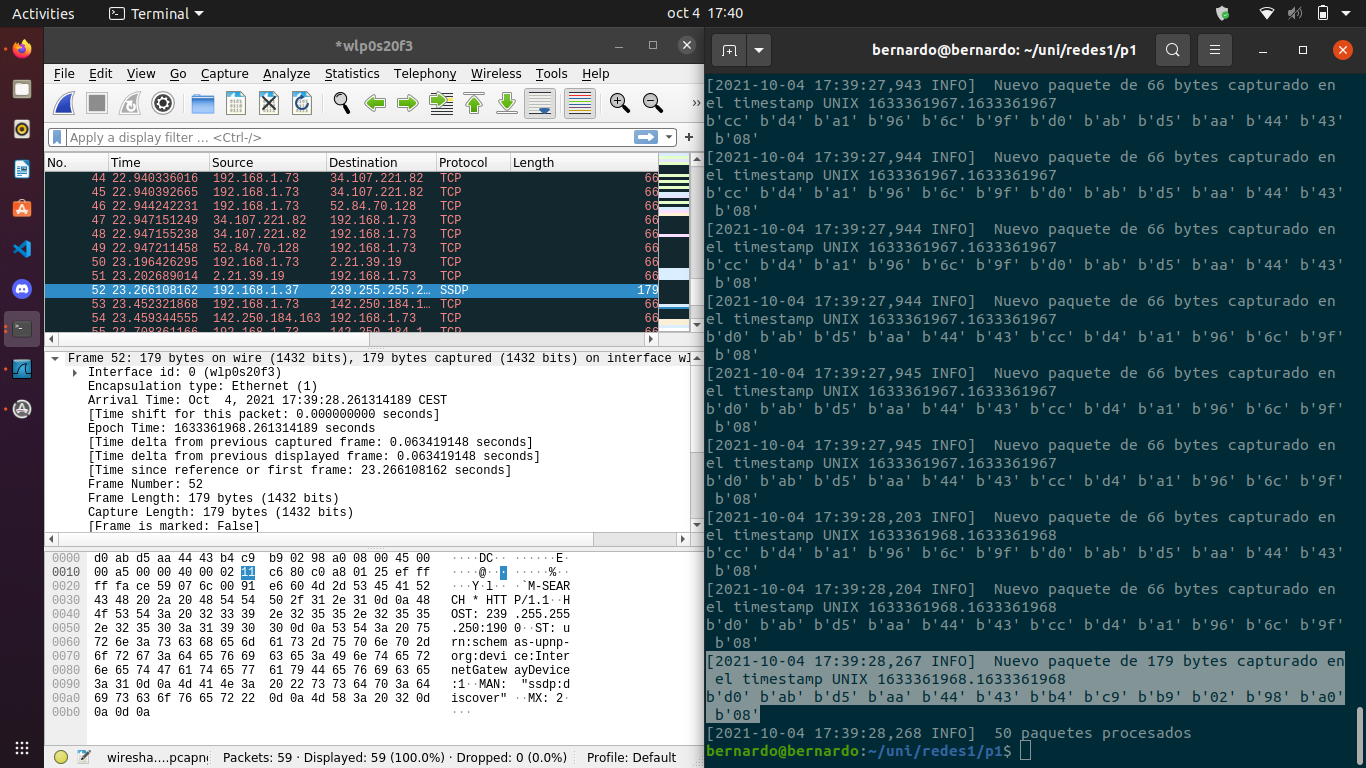 Activities
Terminal
oct 4 17:40
*wlp0s20f3
File Edit View Go Capture Analyze Statistics Telephony Wireless Tools Help
Apply a display filter ... <Ctrl-/>
No. Time Source Destination Protocol Length
44 22.940336016 192.168.1.73 34.107.221.82 TCP 66
45 22.940392665 192.168.1.73 34.107.221.82 TCP 66
46 22.944242231 192.168.1.73 52.84.70.128 TCP 66
47 22.947151249 34.107.221.82 192.168.1.73 TCP 66
48 22.947155238 34.107.221.82 192.168.1.73 TCP 66
49 22.947211458 52.84.70.128 192.168.1.73 TCP 66
50 23.196426295 192.168.1.73 2.21.39.19 TCP 66
51 23.202689014 2.21.39.19 192.168.1.73 TCP 66
52 23.266108162 192.168.1.37 239.255.255.2… SSDP 179
53 23.452321868 192.168.1.73 142.250.184.1… TCP 66
54 23.459344555 142.250.184.163 192.168.1.73 TCP 66
55 23.708361166 192.168.1.73 142.250.184.1 TCP 66
Frame 52: 179 bytes on wire (1432 bits), 179 bytes captured (1432 bits) on interface wl
Interface id: 0 (wlp0s20f3)
Encapsulation type: Ethernet (1)
Arrival Time: Oct  4, 2021 17:39:28.261314189 CEST
[Time shift for this packet: 0.000000000 seconds]
Epoch Time: 1633361968.261314189 seconds
[Time delta from previous captured frame: 0.063419148 seconds]
[Time delta from previous displayed frame: 0.063419148 seconds]
[Time since reference or first frame: 23.266108162 seconds]
Frame Number: 52
Frame Length: 179 bytes (1432 bits)
Capture Length: 179 bytes (1432 bits)
[Frame is marked: False]
0000 d0 ab d5 aa 44 43 b4 c9 b9 02 98 a0 08 00 45 00 ····DC·· ······E·
0010 00 a5 00 00 40 00 02 11 c6 80 c0 a8 01 25 ef ff ····@··· ·····%··
0020 ff fa ce 59 07 6c 00 91 e6 60 4d 2d 53 45 41 52 ···Y·l·· ·`M-SEAR
0030 43 48 20 2a 20 48 54 54 50 2f 31 2e 31 0d 0a 48 CH * HTT P/1.1··H
0040 4f 53 54 3a 20 32 33 39 2e 32 35 35 2e 32 35 35 OST: 239 .255.255
0050 2e 32 35 30 3a 31 39 30 30 0d 0a 53 54 3a 20 75 .250:190 0··ST: u
0060 72 6e 3a 73 63 68 65 6d 61 73 2d 75 70 6e 70 2d rn:schem as-upnp-
0070 6f 72 67 3a 64 65 76 69 63 65 3a 49 6e 74 65 72 org:devi ce:Inter
0080 6e 65 74 47 61 74 65 77 61 79 44 65 76 69 63 65 netGatew ayDevice
0090 3a 31 0d 0a 4d 41 4e 3a 20 22 73 73 64 70 3a 64 :1··MAN:  "ssdp:d
00a0 69 73 63 6f 76 65 72 22 0d 0a 4d 58 3a 20 32 0d iscover" ··MX: 2·
00b0 0a 0d 0a ···
wiresha….pcapng
Packets: 59 · Displayed: 59 (100.0%) · Dropped: 0 (0.0%)
Profile: Default
bernardo@bernardo: ~/uni/redes1/p1
[2021-10-04 17:39:27,943 INFO]  Nuevo paquete de 66 bytes capturado en
el timestamp UNIX 1633361967.1633361967
b'cc' b'd4' b'a1' b'96' b'6c' b'9f' b'd0' b'ab' b'd5' b'aa' b'44' b'43'
b'08'
[2021-10-04 17:39:27,944 INFO]  Nuevo paquete de 66 bytes capturado en
el timestamp UNIX 1633361967.1633361967
b'cc' b'd4' b'a1' b'96' b'6c' b'9f' b'd0' b'ab' b'd5' b'aa' b'44' b'43'
b'08'
[2021-10-04 17:39:27,944 INFO]  Nuevo paquete de 66 bytes capturado en
el timestamp UNIX 1633361967.1633361967
b'cc' b'd4' b'a1' b'96' b'6c' b'9f' b'd0' b'ab' b'd5' b'aa' b'44' b'43'
b'08'
[2021-10-04 17:39:27,944 INFO]  Nuevo paquete de 66 bytes capturado en
el timestamp UNIX 1633361967.1633361967
b'd0' b'ab' b'd5' b'aa' b'44' b'43' b'cc' b'd4' b'a1' b'96' b'6c' b'9f'
b'08'
[2021-10-04 17:39:27,945 INFO]  Nuevo paquete de 66 bytes capturado en
el timestamp UNIX 1633361967.1633361967
b'd0' b'ab' b'd5' b'aa' b'44' b'43' b'cc' b'd4' b'a1' b'96' b'6c' b'9f'
b'08'
[2021-10-04 17:39:27,945 INFO]  Nuevo paquete de 66 bytes capturado en
el timestamp UNIX 1633361967.1633361967
b'd0' b'ab' b'd5' b'aa' b'44' b'43' b'cc' b'd4' b'a1' b'96' b'6c' b'9f'
b'08'
[2021-10-04 17:39:28,203 INFO]  Nuevo paquete de 66 bytes capturado en
el timestamp UNIX 1633361968.1633361968
b'cc' b'd4' b'a1' b'96' b'6c' b'9f' b'd0' b'ab' b'd5' b'aa' b'44' b'43'
b'08'
[2021-10-04 17:39:28,204 INFO]  Nuevo paquete de 66 bytes capturado en
el timestamp UNIX 1633361968.1633361968
b'd0' b'ab' b'd5' b'aa' b'44' b'43' b'cc' b'd4' b'a1' b'96' b'6c' b'9f'
b'08'
[2021-10-04 17:39:28,267 INFO]  Nuevo paquete de 179 bytes capturado en
el timestamp UNIX 1633361968.1633361968
b'd0' b'ab' b'd5' b'aa' b'44' b'43' b'b4' b'c9' b'b9' b'02' b'98' b'a0'
b'08'
[2021-10-04 17:39:28,268 INFO]  50 paquetes procesados
bernardo@bernardo:~/uni/redes1/p1$